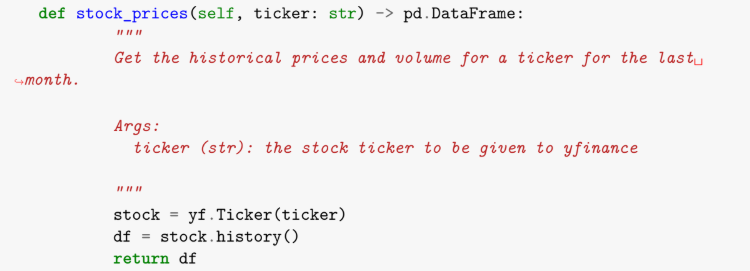 def stock_prices(self, ticker: str) -> pd.DataFrame:
"""
Get the historical prices and volume for a ticker for the last␣
↪month.
Args:
ticker (str): the stock ticker to be given to yfinance
"""
stock = yf.Ticker(ticker)
df = stock.history()
return df